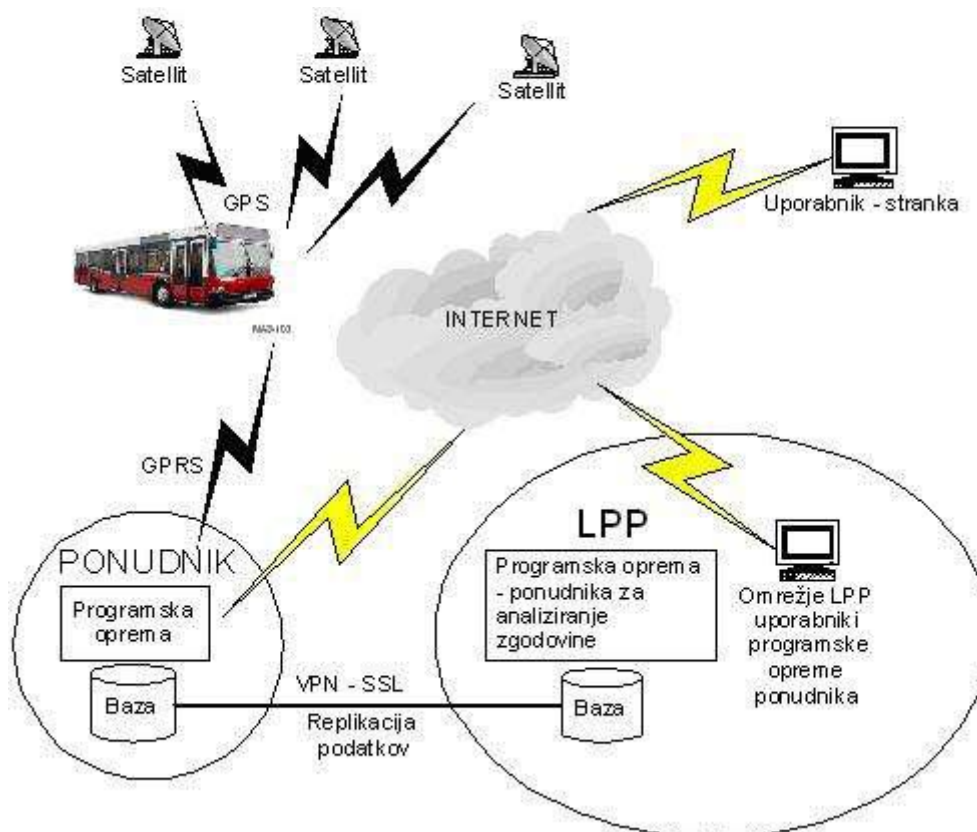 Satellit
Satellit
Satellit
GPS
Uporabnik - stranka
INTERNET
GPRS
PONUDNIK
Programska
oprema
Baza
VPN - SSL
Replikacija
podatkov
LPP
Programska oprema
- ponudnika za
analiziranje
zgodovine
Baza
Omrežje LPP
uporabniki
programske
opreme
ponudnika